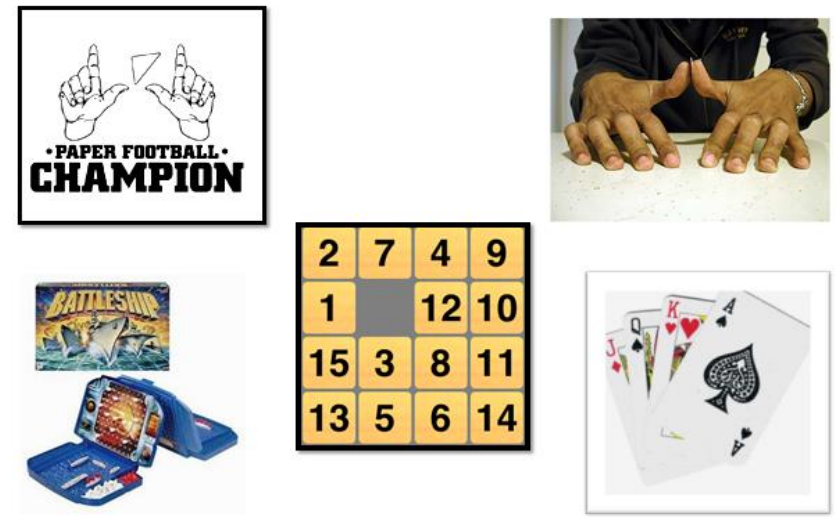 •PAPER FOOTBALL•
CHAMPION
BATTLESHIP
2 7 4 9
1 12 10
15 3 8 11
13 5 6 14
J Q K A
A